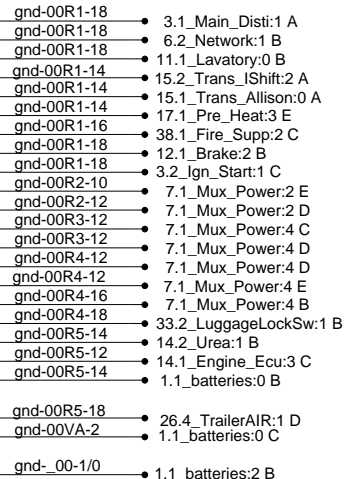 gnd-00R1-18 3.1_Main_Disti:1 A
gnd-00R1-18 6.2_Network:1 B
gnd-00R1-18 11.1_Lavatory:0 B
gnd-00R1-14 15.2_Trans_IShift:2 A
gnd-00R1-14 15.1_Trans_Allison:0 A
gnd-00R1-14 17.1_Pre_Heat:3 E
gnd-00R1-16 38.1_Fire_Supp:2 C
gnd-00R1-18 12.1_Brake:2 B
gnd-00R1-18 3.2_Ign_Start:1 C
gnd-00R2-10 7.1_Mux_Power:2 E
gnd-00R2-12 7.1_Mux_Power:2 D
gnd-00R3-12 7.1_Mux_Power:4 C
gnd-00R3-12 7.1_Mux_Power:4 D
gnd-00R4-12 7.1_Mux_Power:4 D
gnd-00R4-12 7.1_Mux_Power:4 E
gnd-00R4-16 7.1_Mux_Power:4 B
gnd-00R4-18 33.2_LuggageLockSw:1 B
gnd-00R5-14 14.2_Urea:1 B
gnd-00R5-12 14.1_Engine_Ecu:3 C
gnd-00R5-14 1.1_batteries:0 B
gnd-00R5-18 26.4_TrailerAIR:1 D
gnd-00VA-2 1.1_batteries:0 C
gnd-_00-1/0 1.1_batteries:2 B